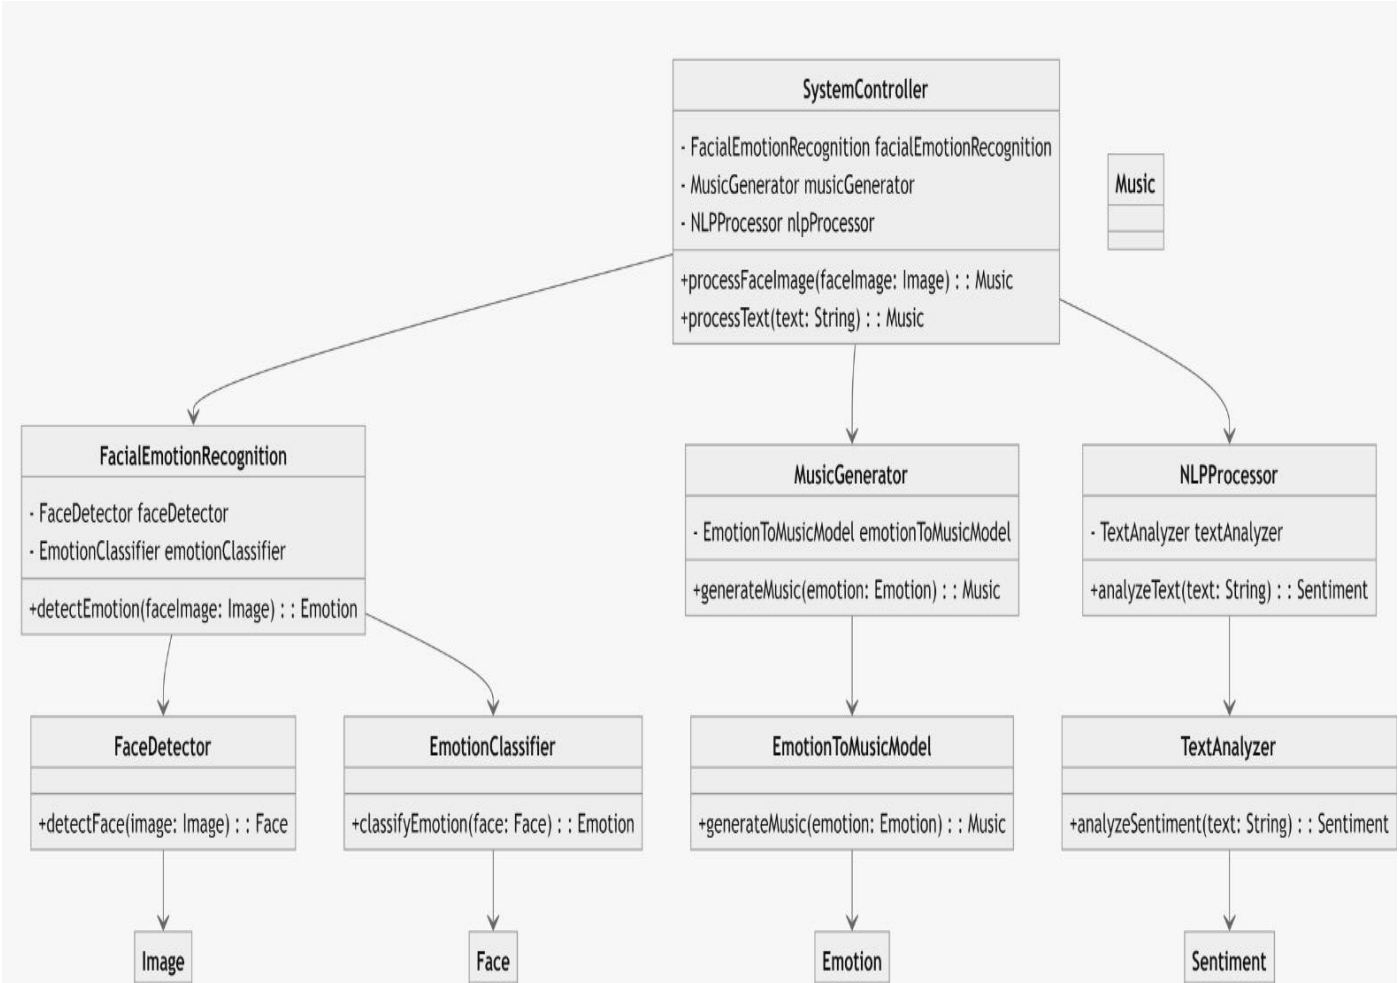 SystemController
- FacialEmotionRecognition facialEmotionRecognition
- MusicGenerator musicGenerator
- NLPProcessor nlpProcessor
+processFaceImage(faceImage: Image) : : Music
+processText(text: String) : : Music
Music
FacialEmotionRecognition
- FaceDetector faceDetector
- EmotionClassifier emotionClassifier
+detectEmotion(faceImage: Image) : : Emotion
MusicGenerator
- EmotionToMusicModel emotionToMusicModel
+generateMusic(emotion: Emotion) : : Music
NLPProcessor
- TextAnalyzer textAnalyzer
+analyzeText(text: String) : : Sentiment
FaceDetector
+detectFace(image: Image) : : Face
EmotionClassifier
+classifyEmotion(face: Face) : : Emotion
EmotionToMusicModel
+generateMusic(emotion: Emotion) : : Music
TextAnalyzer
+analyzeSentiment(text: String) : : Sentiment
Image
Face
Emotion
Sentiment